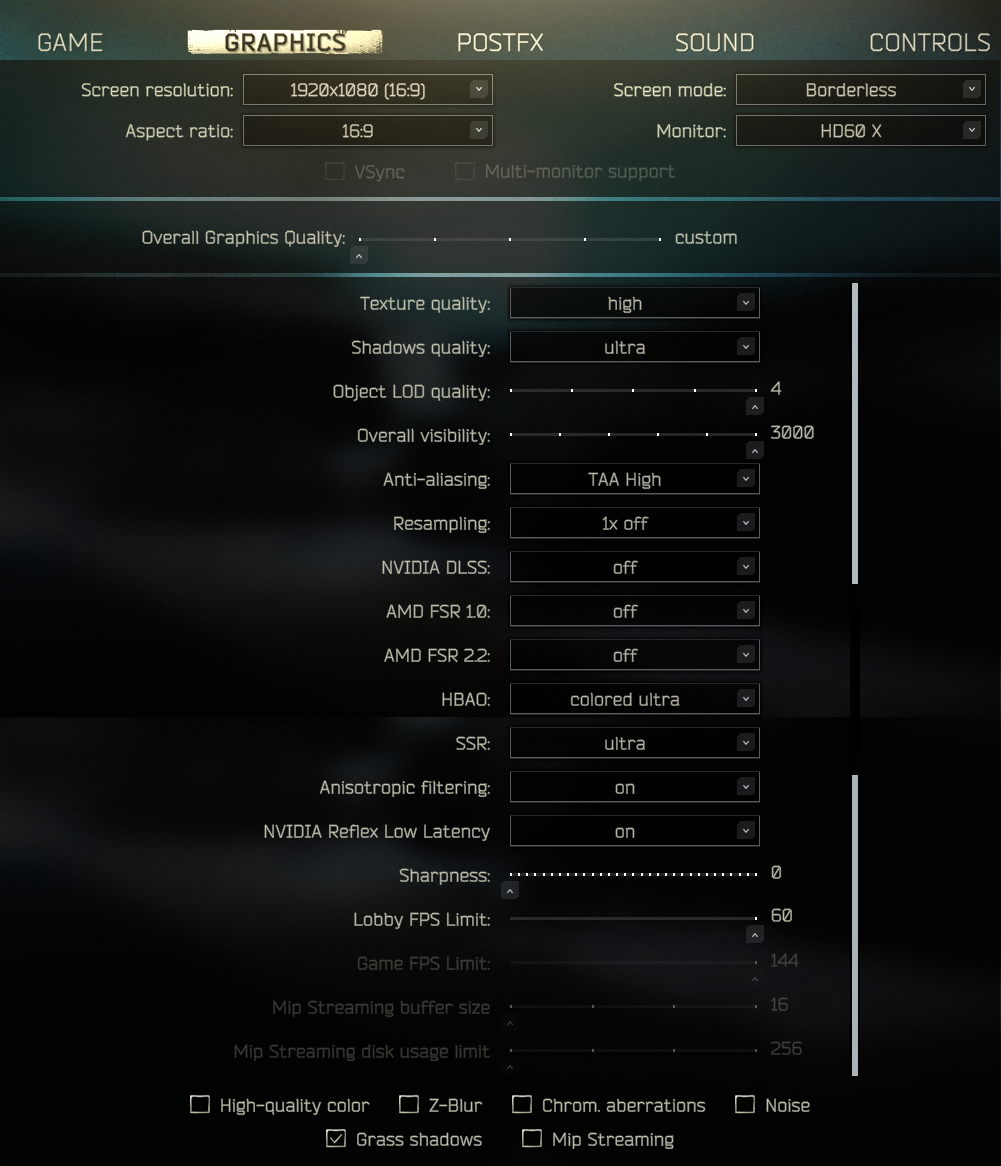 GAME GRAPHICS POSTFX SOUND CONTROLS
Screen resolution: 1920x1080 (16:9) Screen mode: Borderless
Aspect ratio: 16:9 Monitor: HD60 X
VSync Multi-monitor support
Overall Graphics Quality: custom
Texture quality: high
Shadows quality: ultra
Object LOD quality: 4
Overall visibility: 3000
Anti-aliasing: TAA High
Resampling: 1x off
NVIDIA DLSS: off
AMD FSR 1.0: off
AMD FSR 2.2: off
HBAO: colored ultra
SSR: ultra
Anisotropic filtering: on
NVIDIA Reflex Low Latency on
Sharpness: 0
Lobby FPS Limit: 60
Game FPS Limit: 144
Mip Streaming buffer size 16
Mip Streaming disk usage limit 256
High-quality color Z-Blur Chrom. aberrations Noise
Grass shadows Mip Streaming